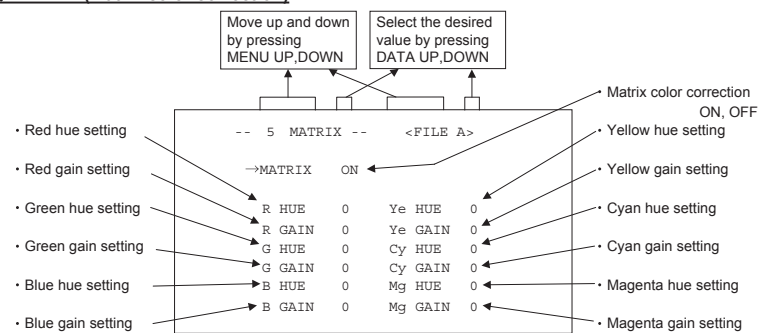 Move up and down
by pressing
MENU UP,DOWN
Select the desired
value by pressing
DATA UP,DOWN
・Matrix color correction
ON, OFF
・Red hue setting
・Red gain setting
・Green hue setting
・Green gain setting
・Blue hue setting
・Blue gain setting
-- 5 MATRIX -- <FILE A>
→MATRIX ON
R HUE 0 Ye HUE 0
R GAIN 0 Ye GAIN 0
G HUE 0 Cy HUE 0
G GAIN 0 Cy GAIN 0
B HUE 0 Mg HUE 0
B GAIN 0 Mg GAIN 0
・Yellow hue setting
・Yellow gain setting
・Cyan hue setting
・Cyan gain setting
・Magenta hue setting
・Magenta gain setting